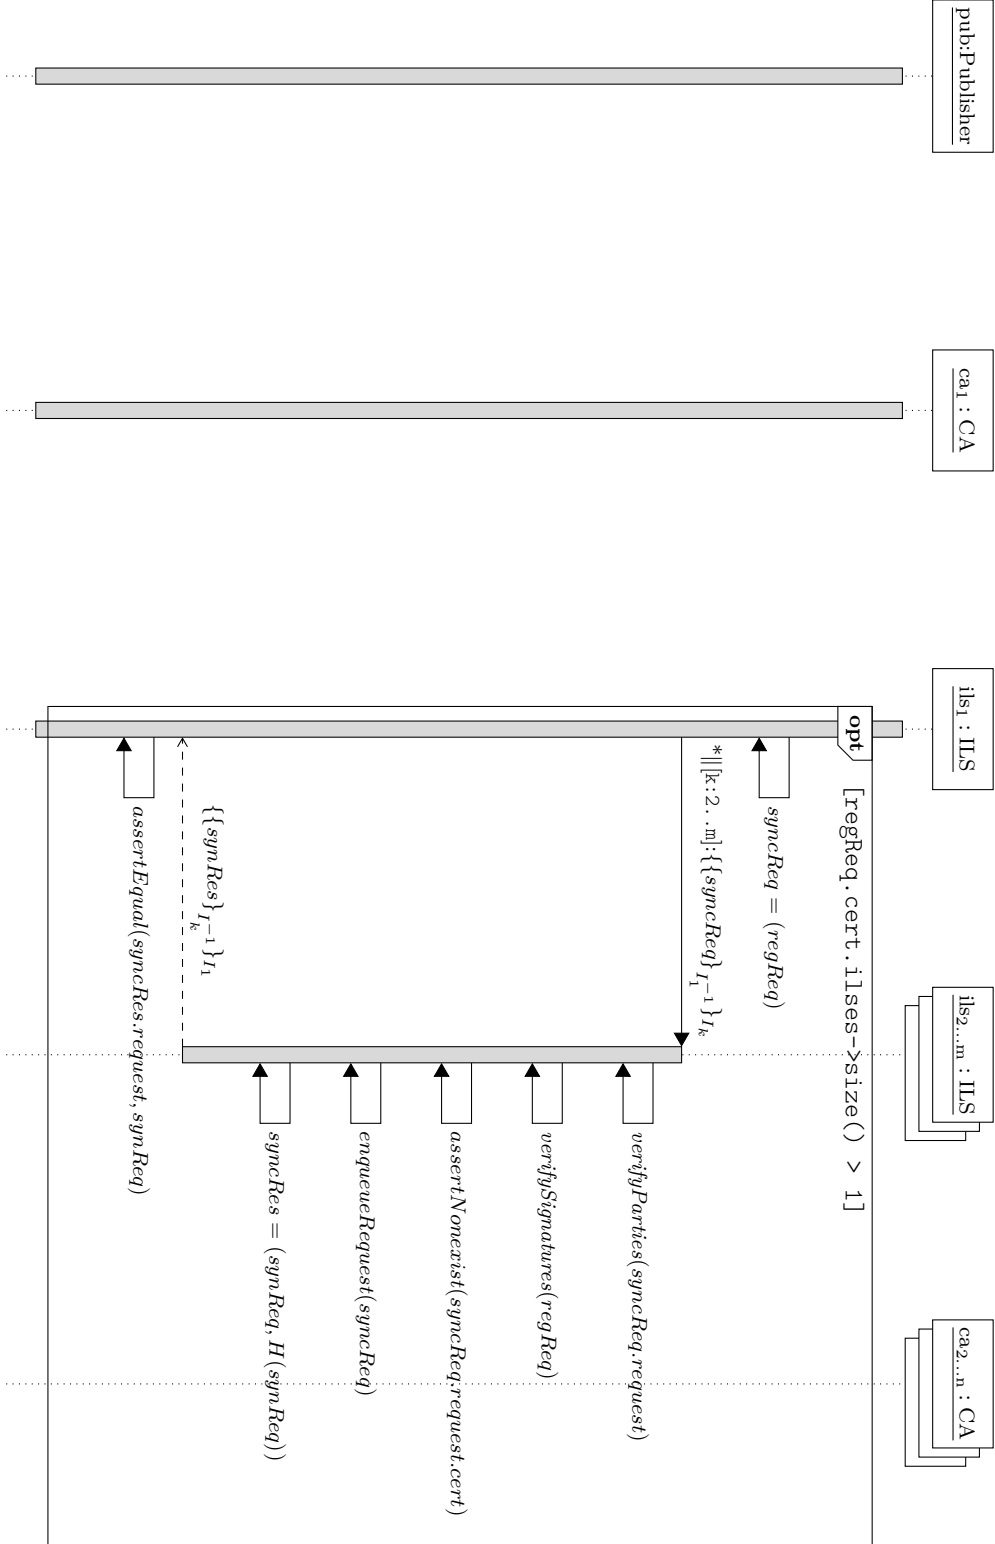 pub:Publisher
ca₁ : CA
ils₁ : ILS
ils₂...ₘ : ILS
ca₂...ₙ : CA
opt
[regReq.cert.ilses->size() > 1]
syncReq = (regReq)
*||[k:2..m]:{{syncReq}_{I₁⁻¹}}_{Iₖ}
verifyParties(syncReq.request)
verifySignatures(regReq)
assertNonexist(syncReq.request.cert)
enqueueRequest(syncReq)
syncRes = (synReq, H(synReq))
{{synRes}_{Iₖ⁻¹}}_{I₁}
assertEqual(syncRes.request, synReq)